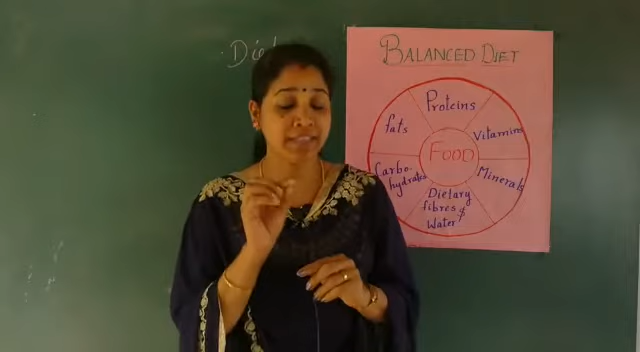 BALANCED DIET
Proteins
Vitamins
Minerals
Dietary
fibres &
Water
Carbo-
hydrates
fats
FOOD